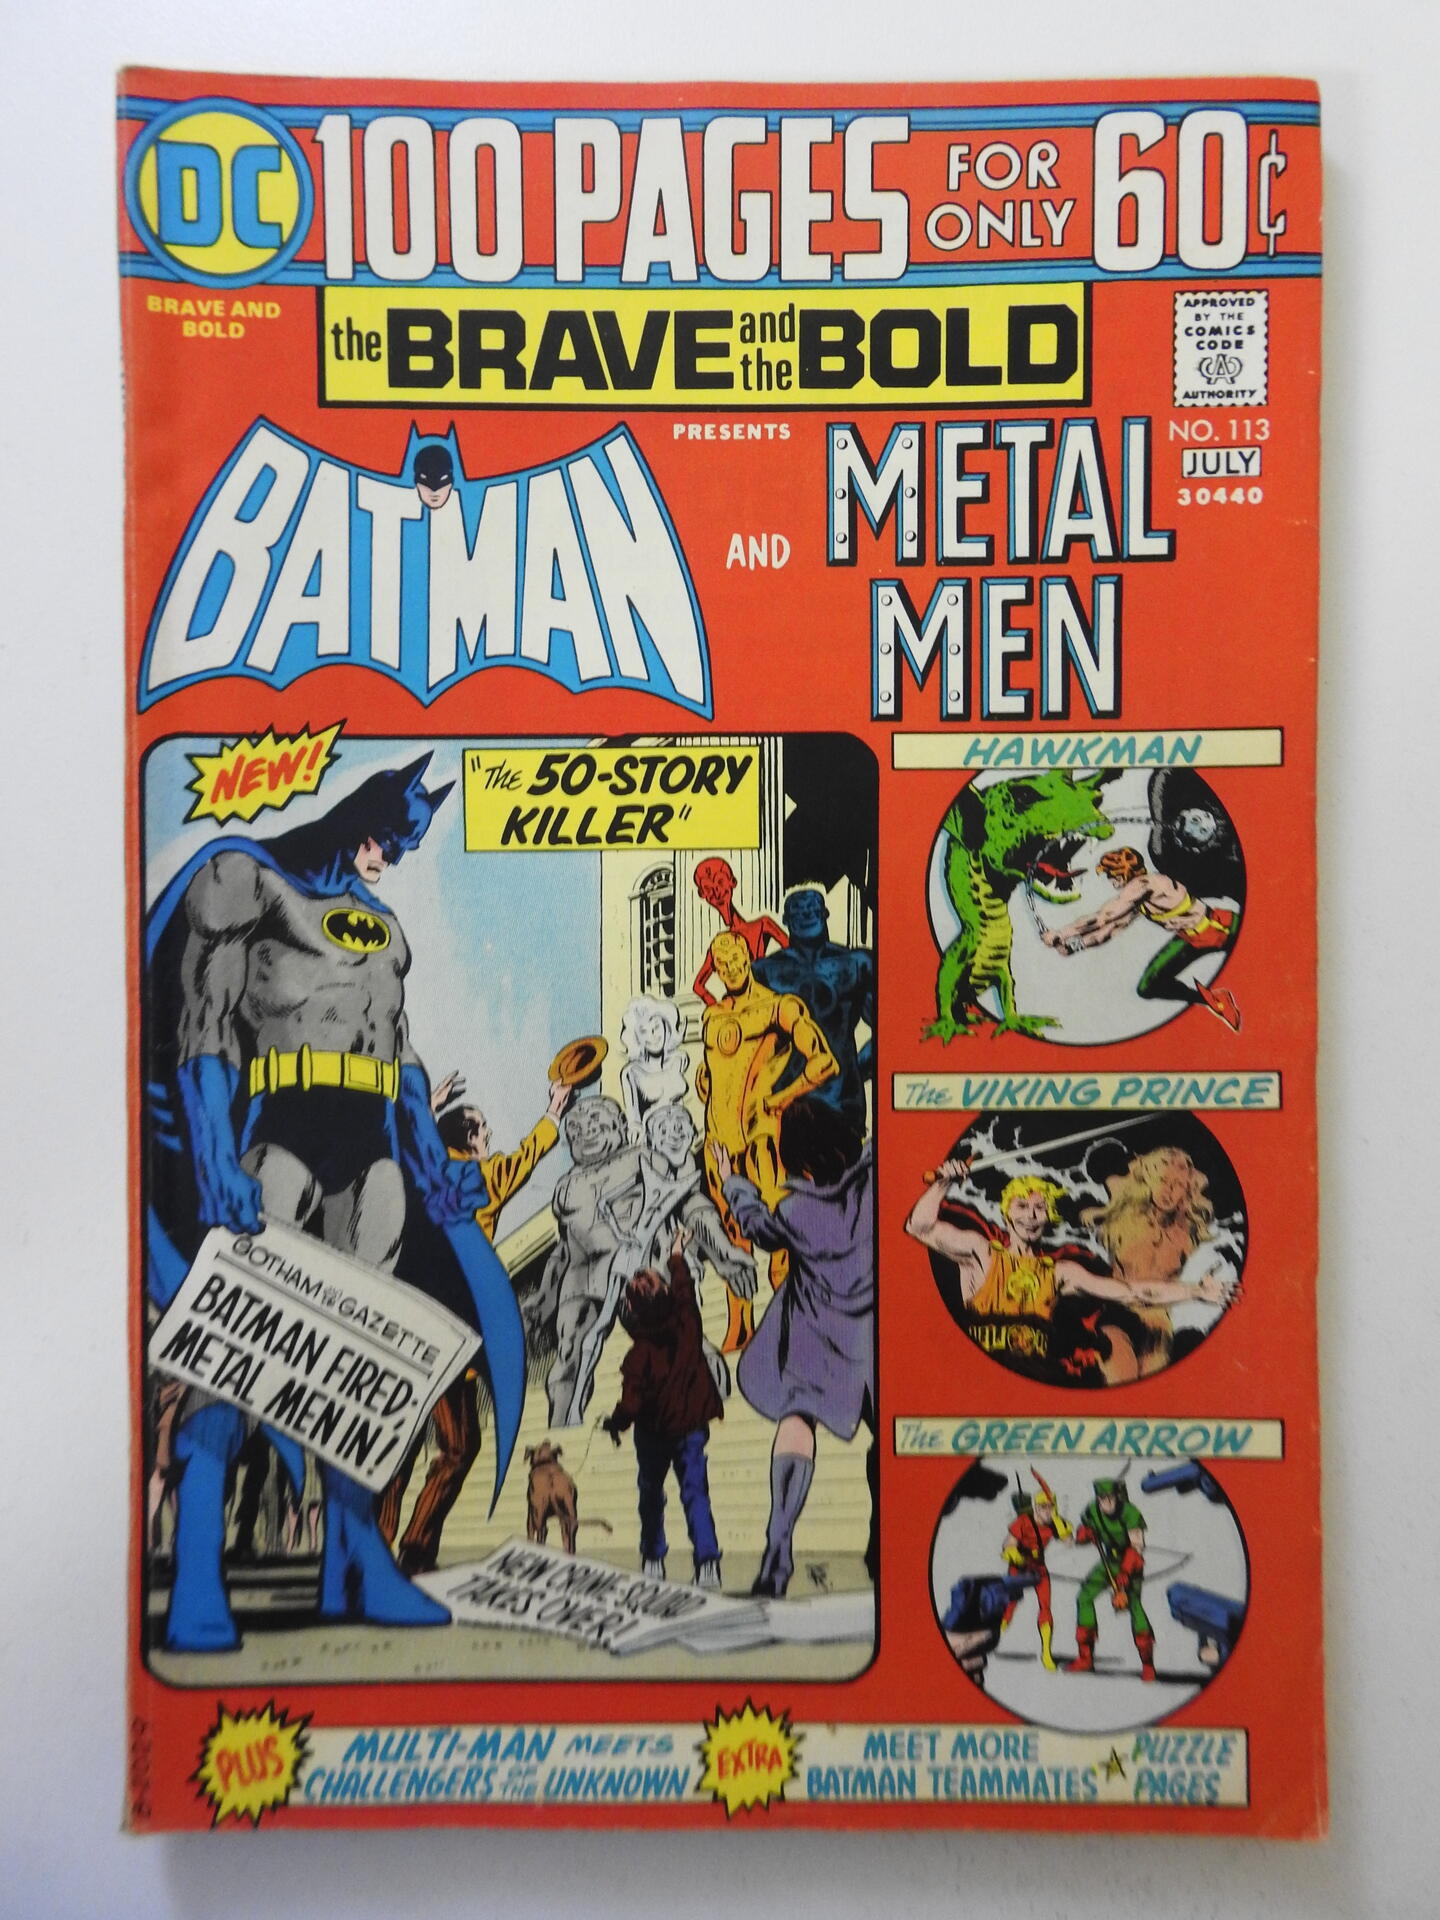 DC
100 PAGES FOR ONLY 60¢
BRAVE AND
BOLD
the BRAVE and the BOLD
APPROVED
BY THE
COMICS
CODE
CA
AUTHORITY
PRESENTS
BATMAN
AND
METAL
MEN
NO. 113
JULY
30440
NEW!
"The 50-STORY
KILLER"
GOTHAM GAZETTE
BATMAN FIRED;
METAL MEN IN!
NEW CRIME SQUAD
TAKES OVER!
HAWKMAN
The VIKING PRINCE
The GREEN ARROW
PLUS
MULTI-MAN MEETS
CHALLENGERS OF THE UNKNOWN
EXTRA
MEET MORE
BATMAN TEAMMATES
PUZZLE
PAGES